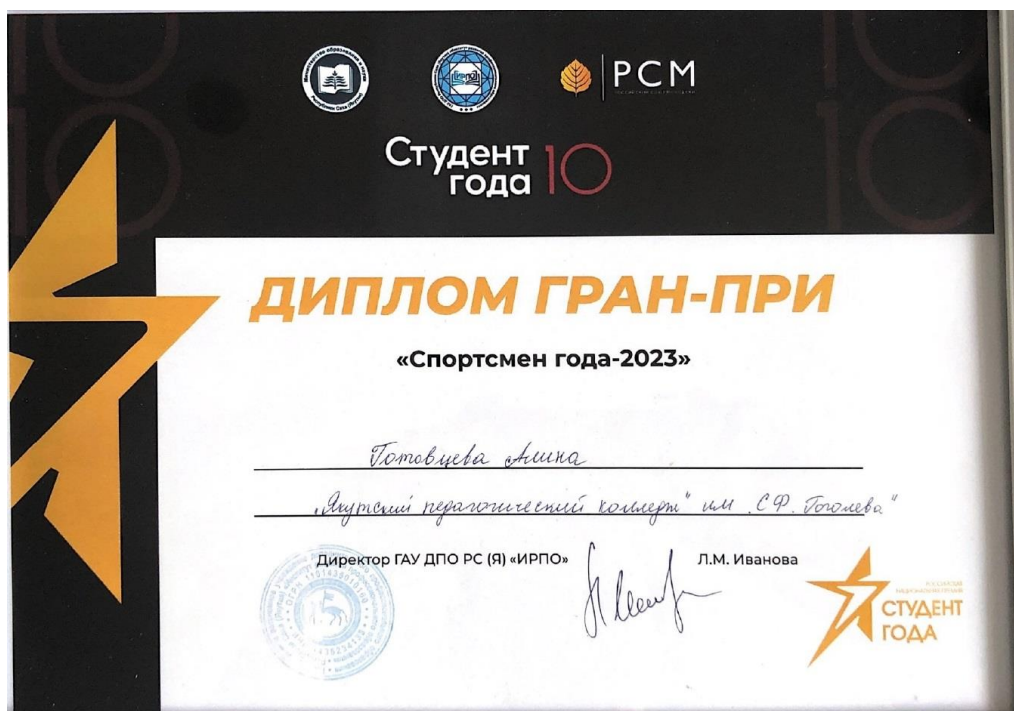 РСМ
Студент
года 10
ДИПЛОМ ГРАН-ПРИ
«Спортсмен года-2023»
Готовцева Алина
„Якутский педагогический колледж" им. С.Ф. Гоголева"
Директор ГАУ ДПО РС (Я) «ИРПО» Л.М. Иванова
СТУДЕНТ
ГОДА